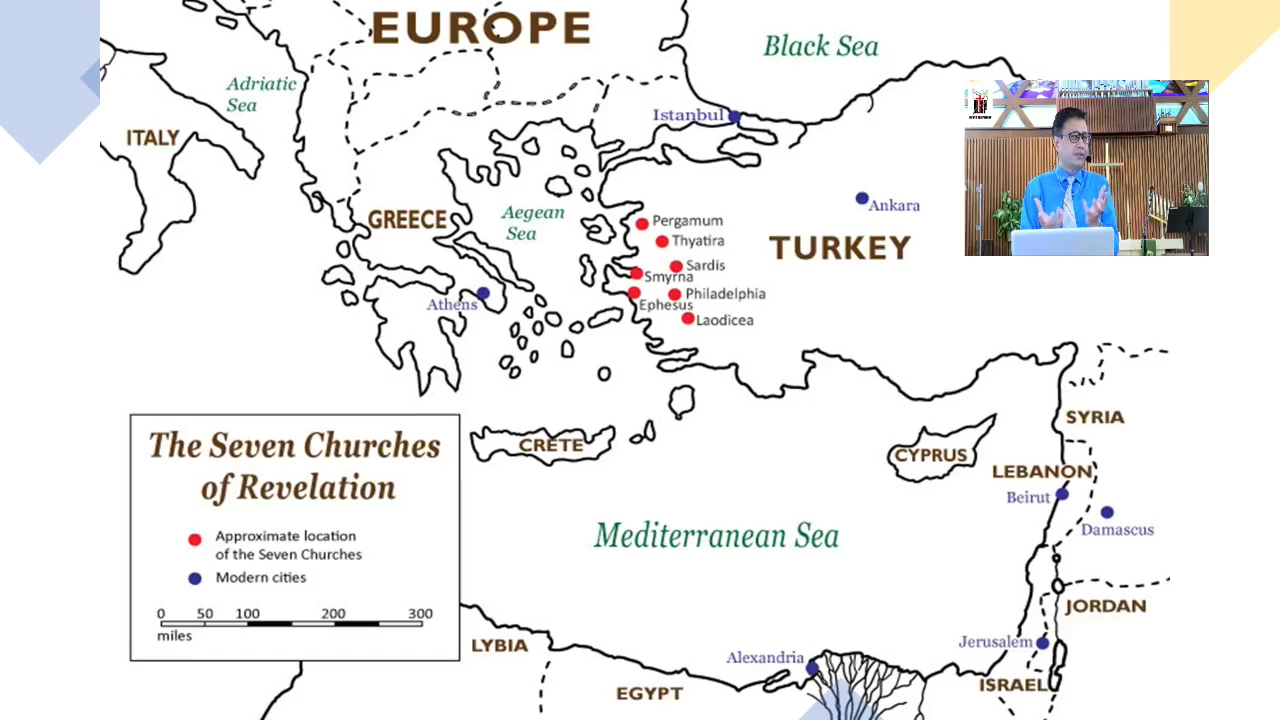 EUROPE
Black Sea
Adriatic
Sea
ITALY
Istanbul
Ankara
GREECE
Aegean
Sea
Pergamum
Thyatira
TURKEY
Sardis
Smyrna
Philadelphia
Athens
Ephesus
Laodicea
SYRIA
CRETE
CYPRUS
LEBANON
Beirut
Damascus
The Seven Churches
of Revelation
Mediterranean Sea
Approximate location
of the Seven Churches
Modern cities
0 50 100 200 300
miles
JORDAN
LYBIA
Jerusalem
Alexandria
EGYPT
ISRAEL